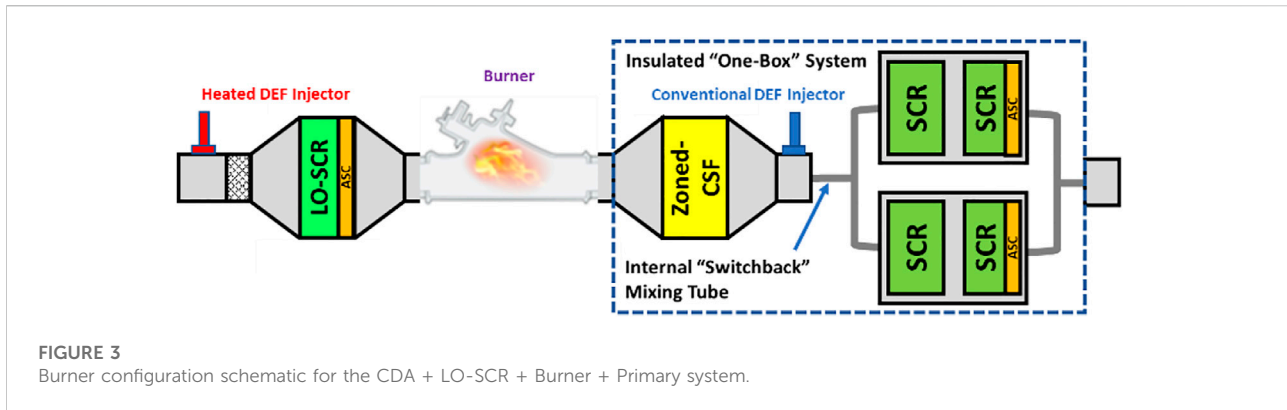 Insulated “One-Box” System
Burner
Heated DEF Injector
Conventional DEF Injector
LO-SCR
ASC
Zoned-
CSF
SCR
SCR
ASC
SCR
SCR
ASC
Internal “Switchback”
Mixing Tube
FIGURE 3
Burner configuration schematic for the CDA + LO-SCR + Burner + Primary system.